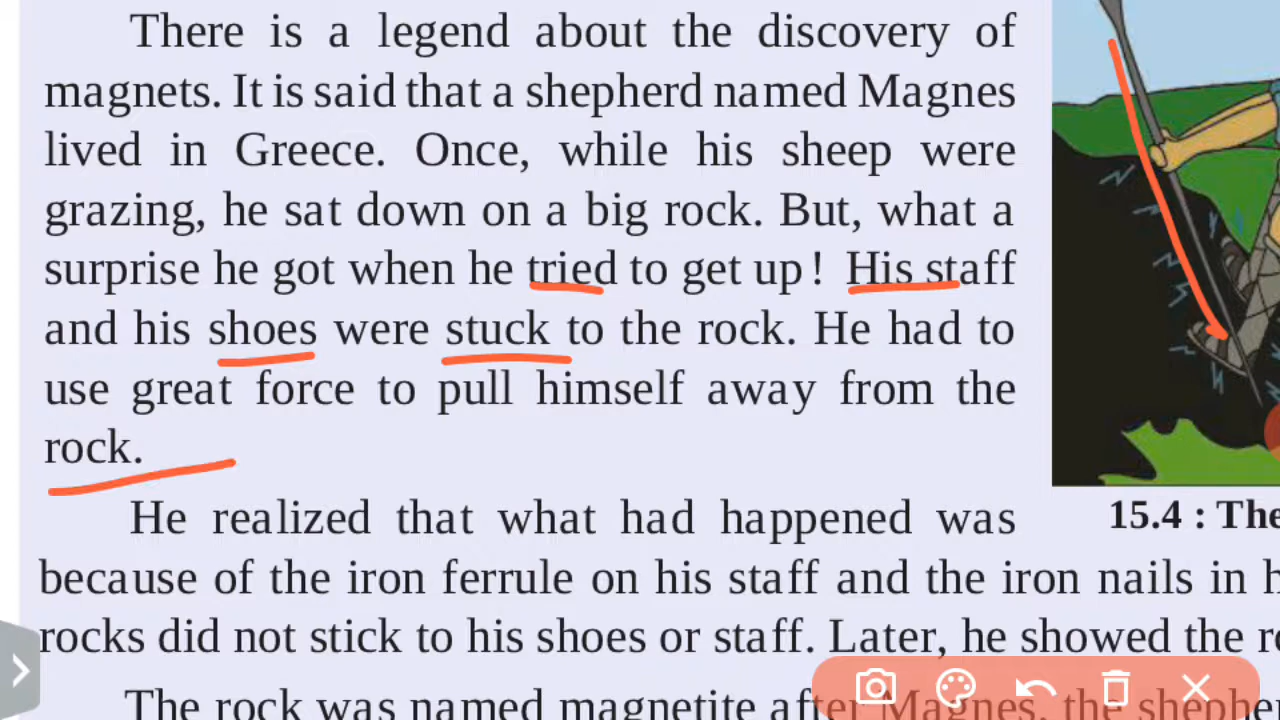 There is a legend about the discovery of
magnets. It is said that a shepherd named Magnes
lived in Greece. Once, while his sheep were
grazing, he sat down on a big rock. But, what a
surprise he got when he tried to get up! His staff
and his shoes were stuck to the rock. He had to
use great force to pull himself away from the
rock.
He realized that what had happened was
15.4 : The
because of the iron ferrule on his staff and the iron nails in
rocks did not stick to his shoes or staff. Later, he showed the
The rock was named magnetite after Magnes, the